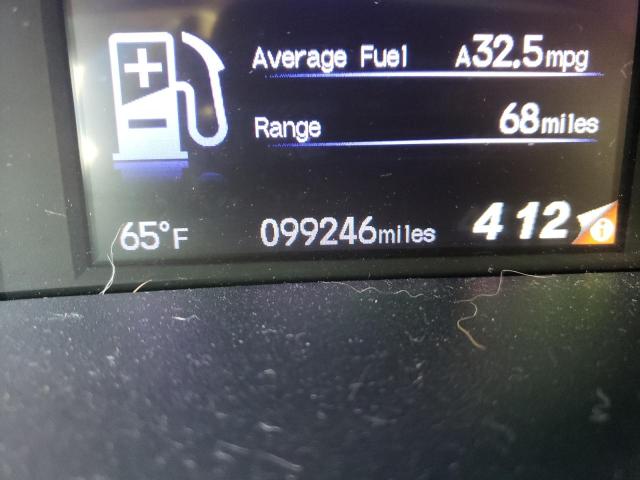 Average Fuel A32.5mpg
Range 68miles
65°F 099246miles 4 12 i